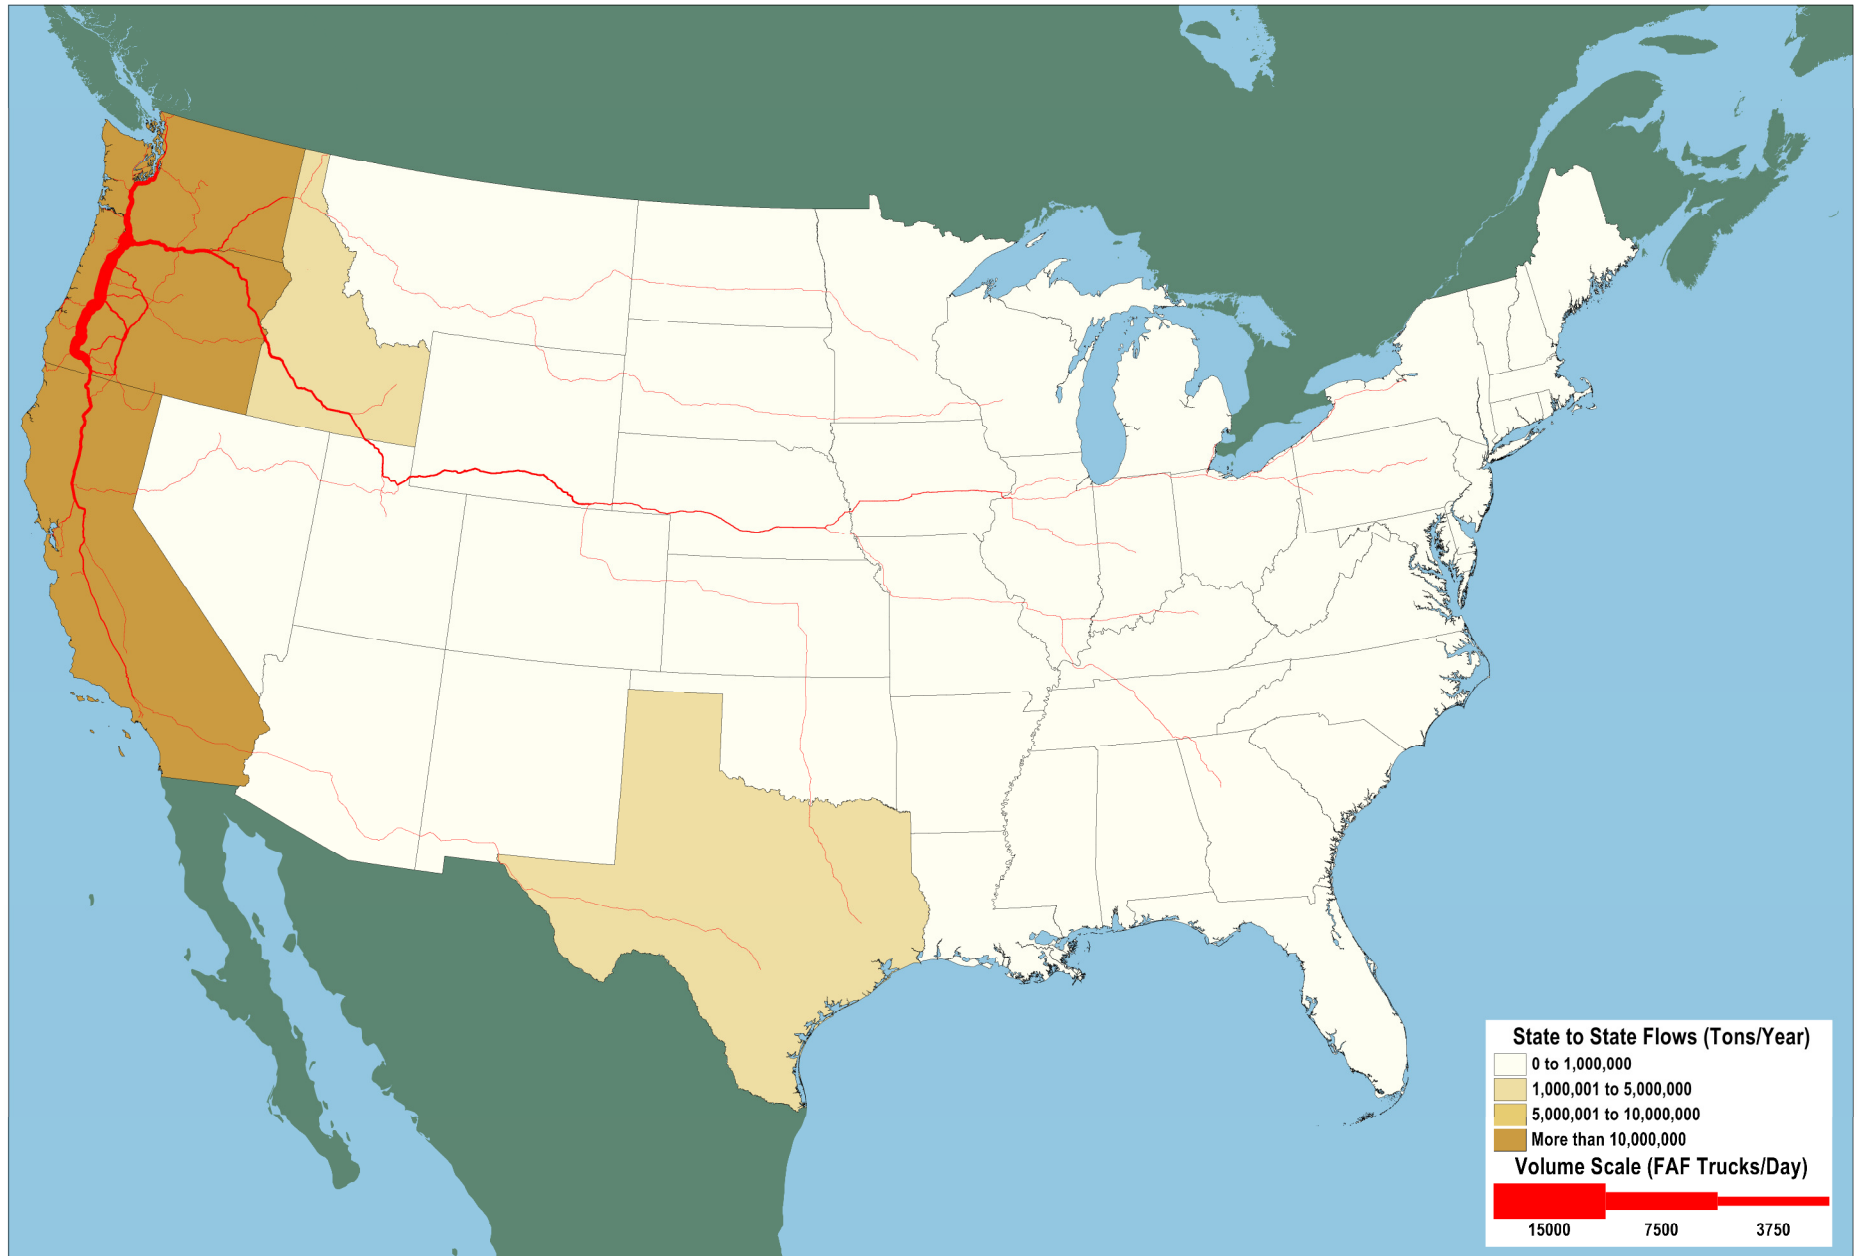 State to State Flows (Tons/Year)
0 to 1,000,000
1,000,001 to 5,000,000
5,000,001 to 10,000,000
More than 10,000,000
Volume Scale (FAF Trucks/Day)
15000 7500 3750